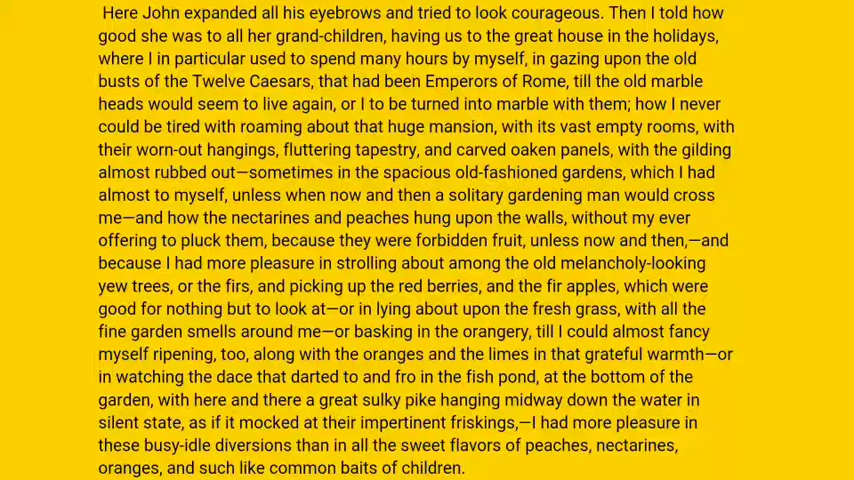 Here John expanded all his eyebrows and tried to look courageous. Then I told how
good she was to all her grand-children, having us to the great house in the holidays,
where I in particular used to spend many hours by myself, in gazing upon the old
busts of the Twelve Caesars, that had been Emperors of Rome, till the old marble
heads would seem to live again, or I to be turned into marble with them; how I never
could be tired with roaming about that huge mansion, with its vast empty rooms, with
their worn-out hangings, fluttering tapestry, and carved oaken panels, with the gilding
almost rubbed out—sometimes in the spacious old-fashioned gardens, which I had
almost to myself, unless when now and then a solitary gardening man would cross
me—and how the nectarines and peaches hung upon the walls, without my ever
offering to pluck them, because they were forbidden fruit, unless now and then,—and
because I had more pleasure in strolling about among the old melancholy-looking
yew trees, or the firs, and picking up the red berries, and the fir apples, which were
good for nothing but to look at—or in lying about upon the fresh grass, with all the
fine garden smells around me—or basking in the orangery, till I could almost fancy
myself ripening, too, along with the oranges and the limes in that grateful warmth—or
in watching the dace that darted to and fro in the fish pond, at the bottom of the
garden, with here and there a great sulky pike hanging midway down the water in
silent state, as if it mocked at their impertinent friskings,—I had more pleasure in
these busy-idle diversions than in all the sweet flavors of peaches, nectarines,
oranges, and such like common baits of children.